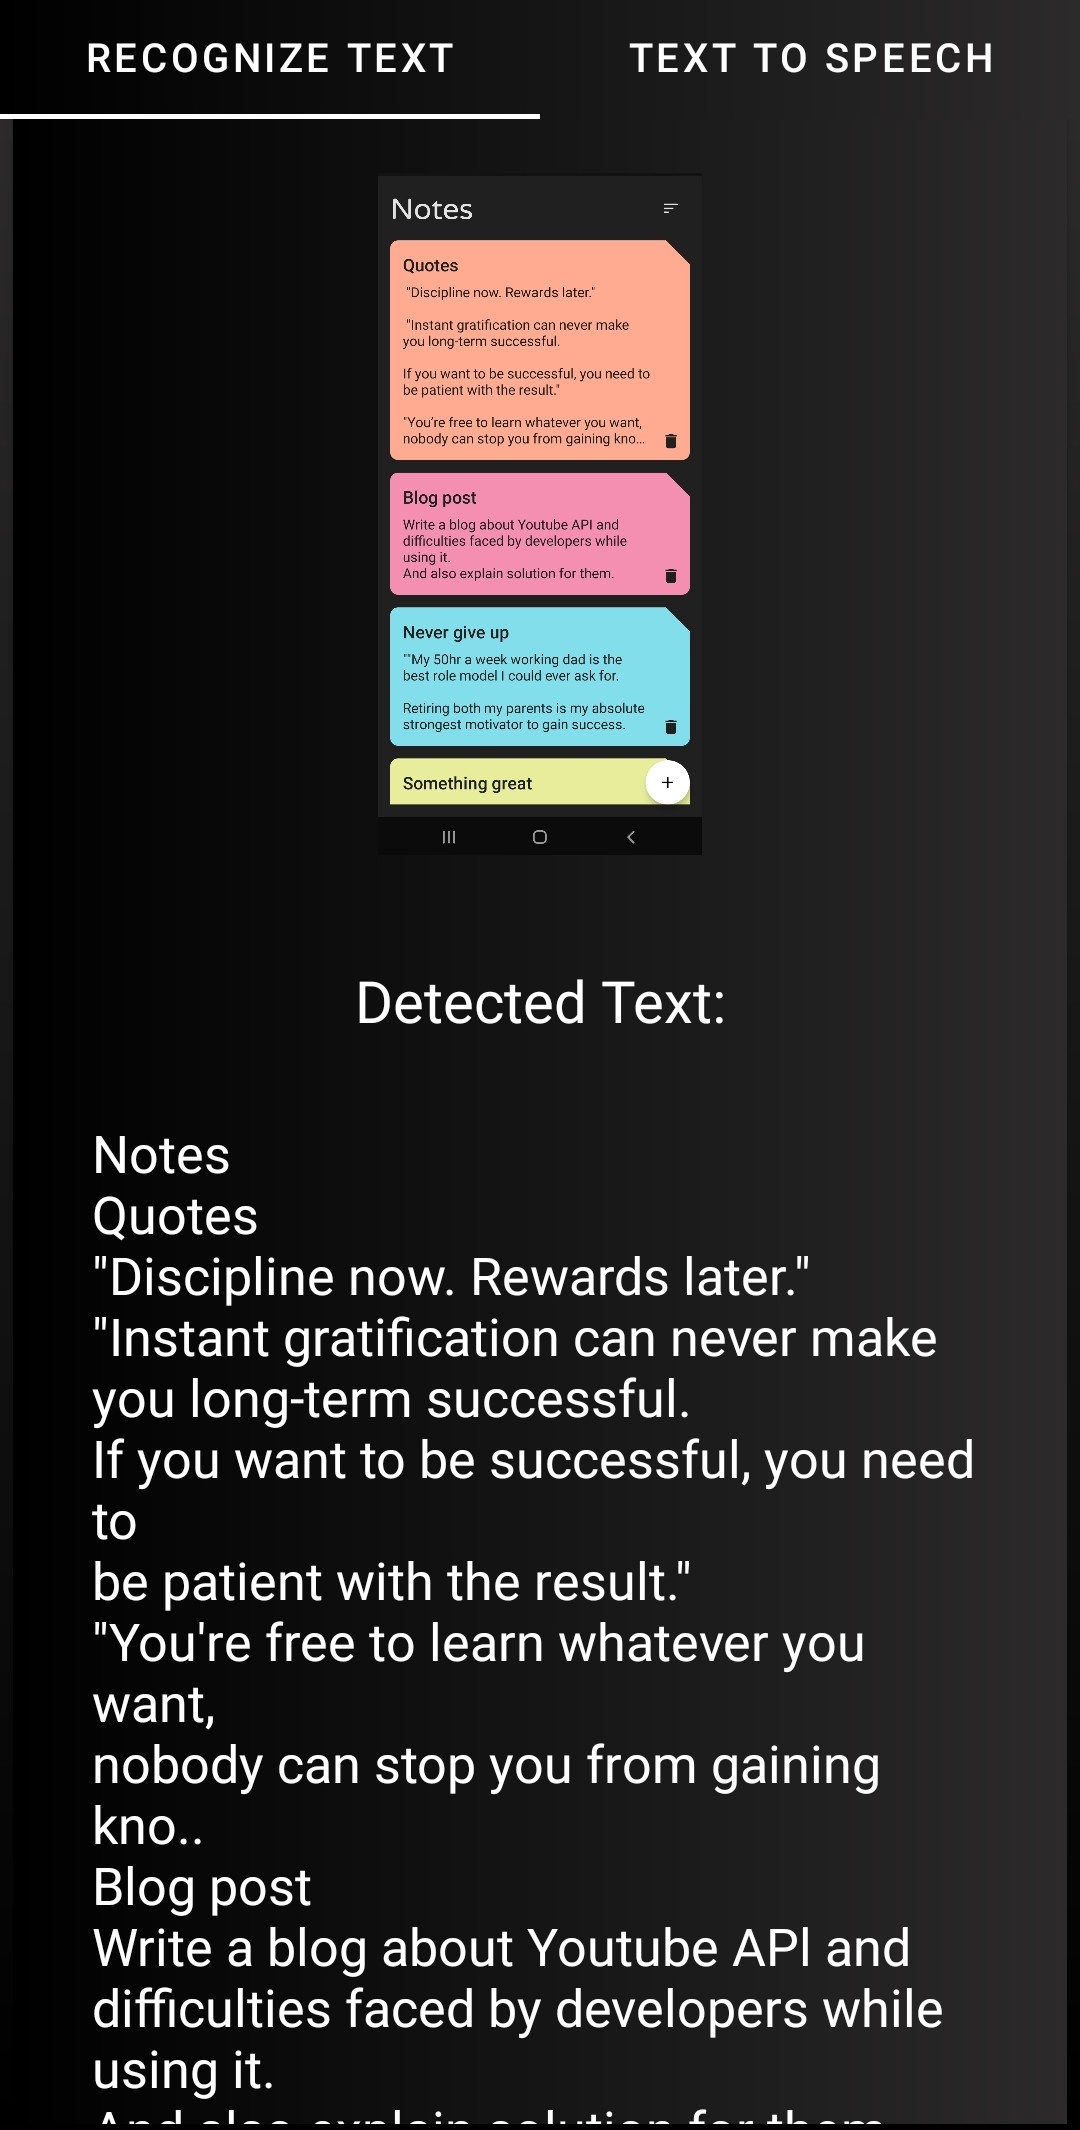 RECOGNIZE TEXT
TEXT TO SPEECH
Notes
Quotes
"Discipline now. Rewards later."
"Instant gratification can never make
you long-term successful.
If you want to be successful, you need to
be patient with the result."
"You're free to learn whatever you want,
nobody can stop you from gaining kno...
Blog post
Write a blog about Youtube API and
difficulties faced by developers while
using it.
And also explain solution for them.
Never give up
""My 50hr a week working dad is the
best role model I could ever ask for.
Retiring both my parents is my absolute
strongest motivator to gain success.
Something great
+
Detected Text:
Notes
Quotes
"Discipline now. Rewards later."
"Instant gratification can never make
you long-term successful.
If you want to be successful, you need
to
be patient with the result."
"You're free to learn whatever you
want,
nobody can stop you from gaining
kno..
Blog post
Write a blog about Youtube APl and
difficulties faced by developers while
using it.
And also explain solution for them